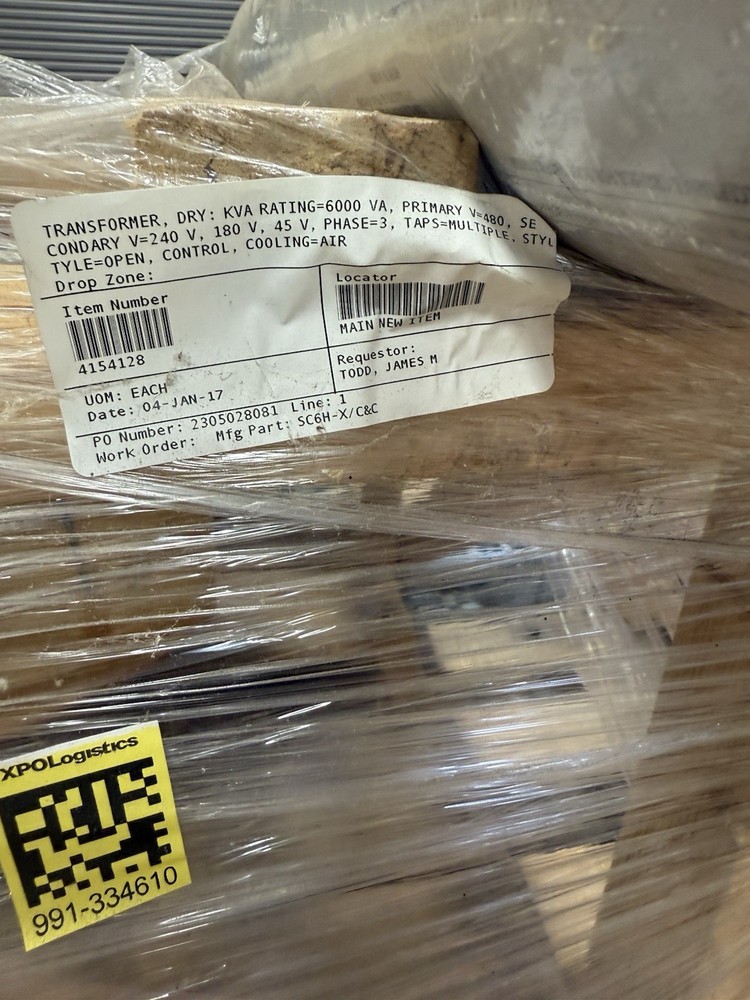 TRANSFORMER, DRY: KVA RATING=6000 VA, PRIMARY V=480, SE
CONDARY V=240 V, 180 V, 45 V, PHASE=3, TAPS=MULTIPLE, STYL
TYLE=OPEN, CONTROL, COOLING=AIR
Drop Zone:
Item Number
4154128
Locator
MAIN NEW ITEM
UOM: EACH
Date: 04-JAN-17
Requestor:
TODD, JAMES M
PO Number: 2305028081 Line: 1
Work Order: Mfg Part: SC6H-X/C&C
XPOLogistics
991-334610